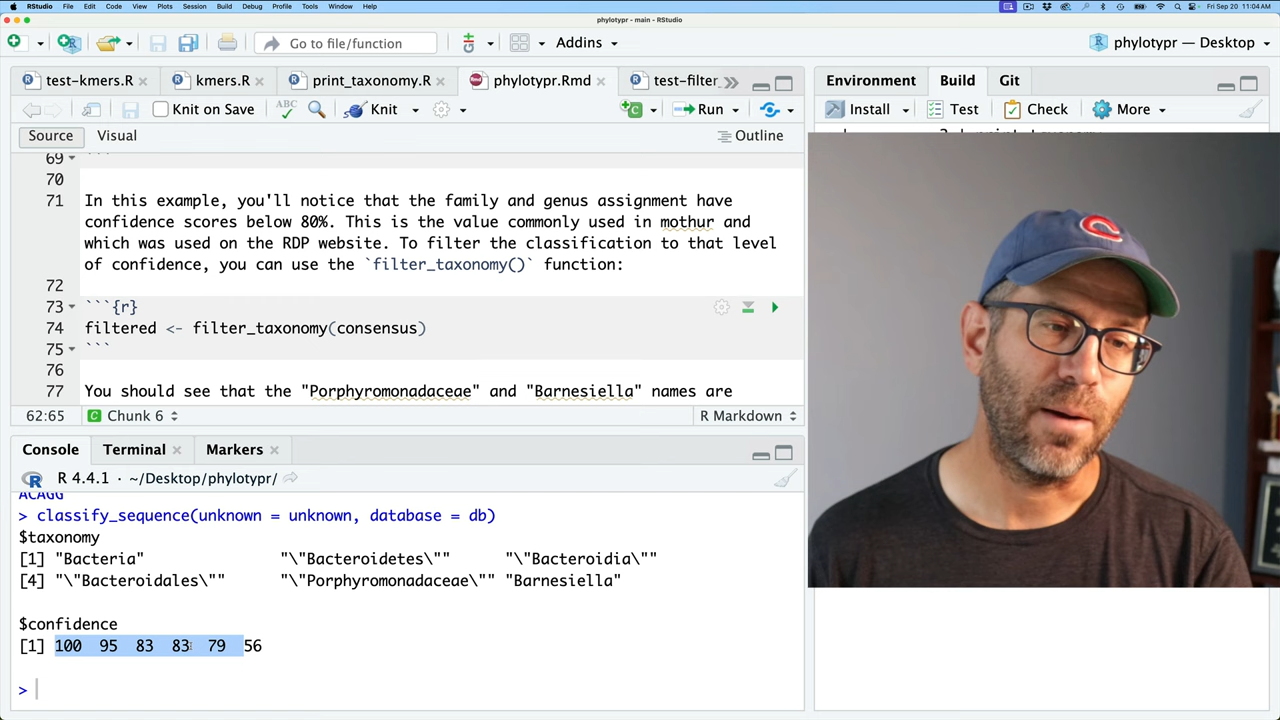 RStudio File Edit Code View Plots Session Build Debug Profile Tools Window Help Fri Sep 20 11:04 AM
phylotypr - main - RStudio
Go to file/function Addins phylotypr — Desktop
test-kmers.R kmers.R print_taxonomy.R phylotypr.Rmd test-filter Environment Build Git
Knit on Save ABC Knit Run Install Test Check More
Source Visual Outline
69 ```
70
71 In this example, you'll notice that the family and genus assignment have
confidence scores below 80%. This is the value commonly used in mothur and
which was used on the RDP website. To filter the classification to that level
of confidence, you can use the `filter_taxonomy()` function:
72
73 ```{r}
74 filtered <- filter_taxonomy(consensus)
75 ```
76
77 You should see that the "Porphyromonadaceae" and "Barnesiella" names are
62:65 Chunk 6 R Markdown
Console Terminal Markers
R 4.4.1 · ~/Desktop/phylotypr/
ACAGG
> classify_sequence(unknown = unknown, database = db)
$taxonomy
[1] "Bacteria" "\"Bacteroidetes\"" "\"Bacteroidia\""
[4] "\"Bacteroidales\"" "\"Porphyromonadaceae\"" "Barnesiella"
$confidence
[1] 100 95 83 83 79 56
>